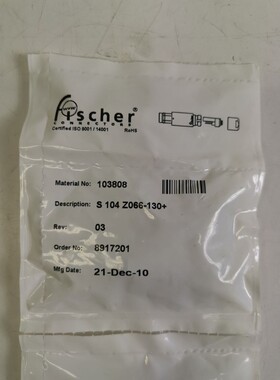 Fischer®
CONNECTORS
Certified ISO 9001 / 14001 RoHS
Material No: 103808
Description: S 104 Z066-130+
Rev: 03
Order No: 8917201
Mfg Date: 21-Dec-10